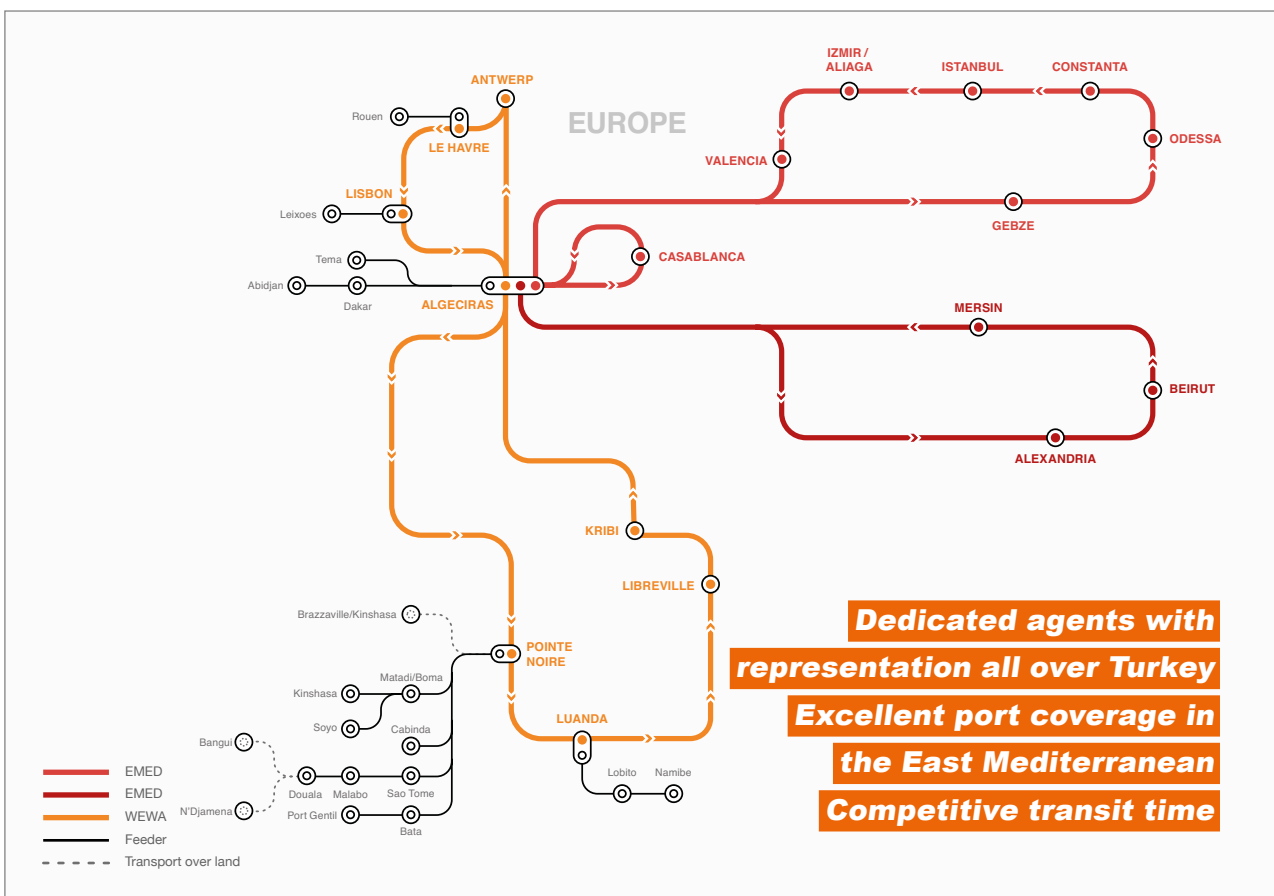 IZMIR /
ALIAGA
ISTANBUL
CONSTANTA
ANTWERP
Rouen
EUROPE
LE HAVRE
ODESSA
VALENCIA
LISBON
Leixoes
GEBZE
Tema
CASABLANCA
Abidjan
Dakar
ALGECIRAS
MERSIN
BEIRUT
ALEXANDRIA
KRIBI
LIBREVILLE
Brazzaville/Kinshasa
POINTE
NOIRE
Matadi/Boma
Kinshasa
Soyo
Cabinda
LUANDA
Bangui
Lobito
Namibe
Douala
Malabo
Sao Tome
N'Djamena
Port Gentil
Bata
Dedicated agents with
representation all over Turkey
Excellent port coverage in
the East Mediterranean
Competitive transit time
EMED
EMED
WEWA
Feeder
Transport over land